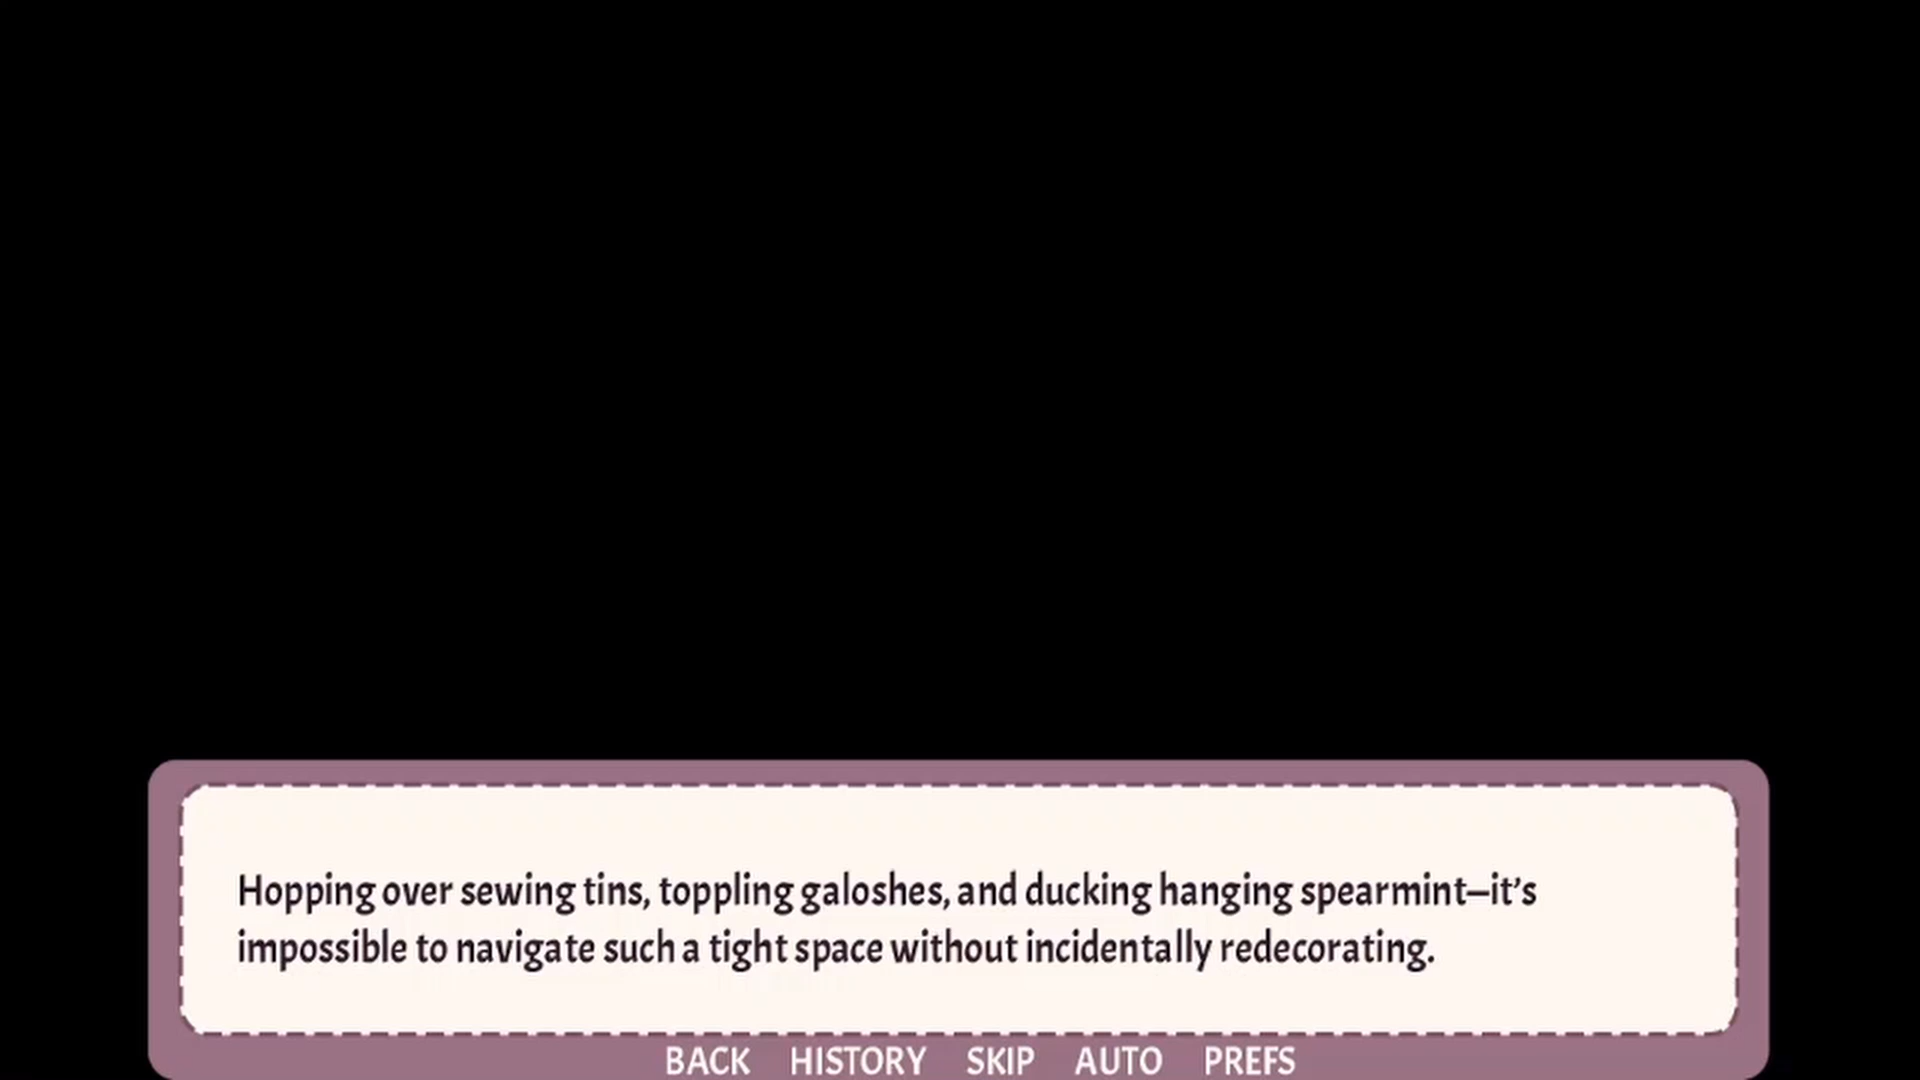 Hopping over sewing tins, toppling galoshes, and ducking hanging spearmint—it’s
impossible to navigate such a tight space without incidentally redecorating.
BACK HISTORY SKIP AUTO PREFS